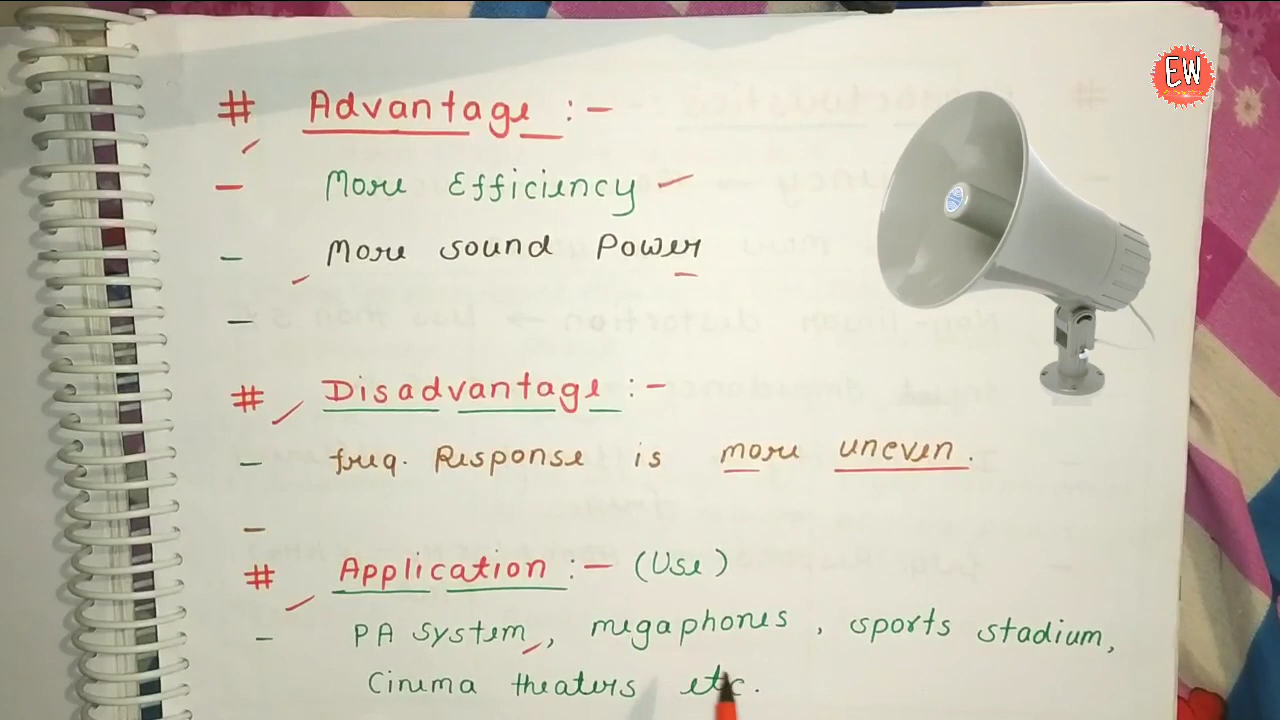 EW
# Advantage :-
- More Efficiency
- More sound Power
-
# Disadvantage :-
- freq. Response is more uneven.
-
# Application :- (Use)
- PA system, megaphones, sports stadium,
Cinema theaters etc.